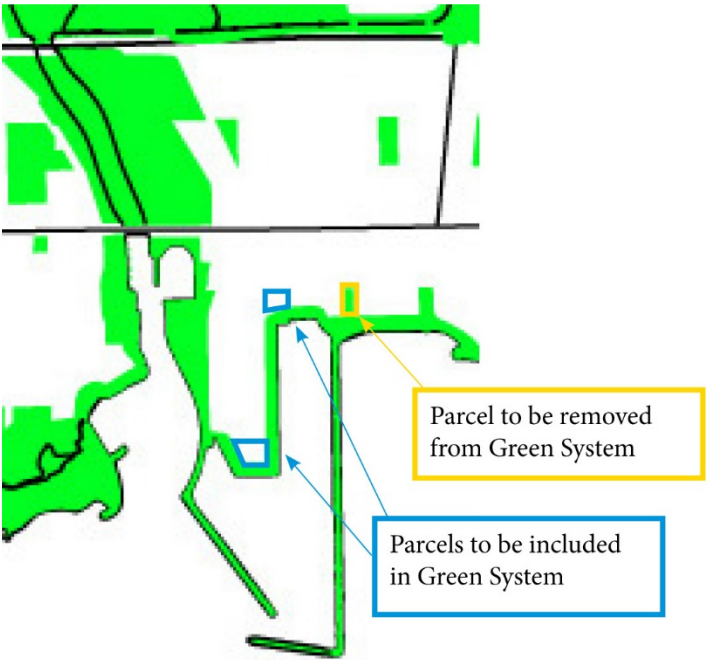 Parcel to be removed
from Green System
Parcels to be included
in Green System